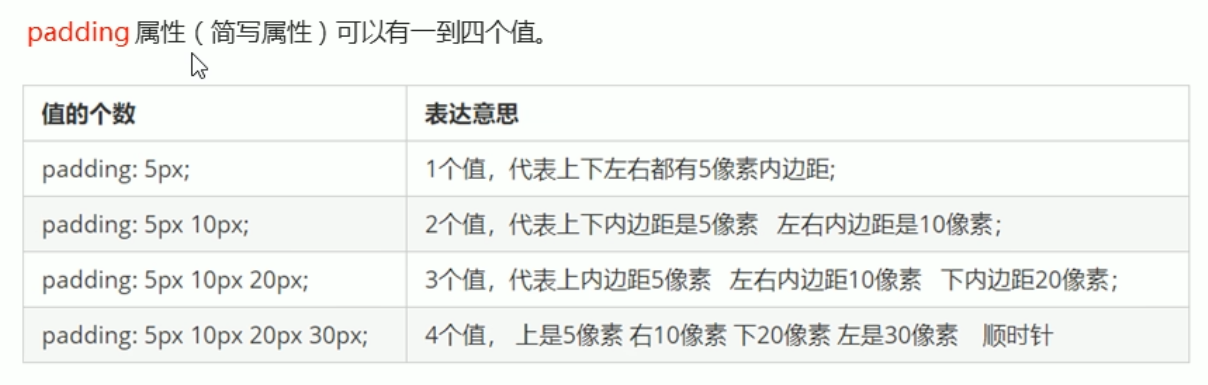 padding 属性（简写属性）可以有一到四个值。
值的个数 表达意思
padding: 5px; 1个值，代表上下左右都有5像素内边距;
padding: 5px 10px; 2个值，代表上下内边距是5像素 左右内边距是10像素；
padding: 5px 10px 20px; 3个值，代表上内边距5像素 左右内边距10像素 下内边距20像素；
padding: 5px 10px 20px 30px; 4个值， 上是5像素 右10像素 下20像素 左是30像素 顺时针